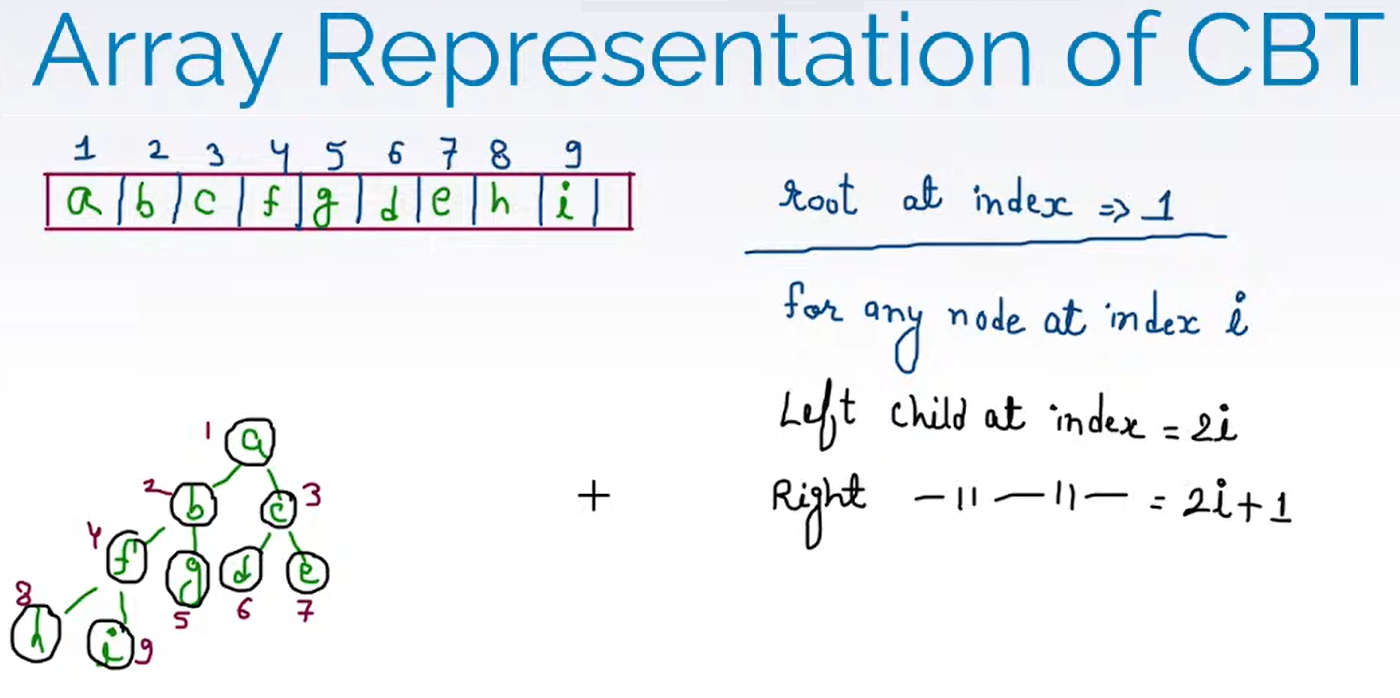 Array Representation of CBT
1 2 3 4 5 6 7 8 9
a b c f g d e h i
root at index => 1
for any node at index i
Left child at index = 2i
Right -11-11- = 2i+1
+
1 a
2 b c 3
4 f g d e
8 5 6 7
h i 9